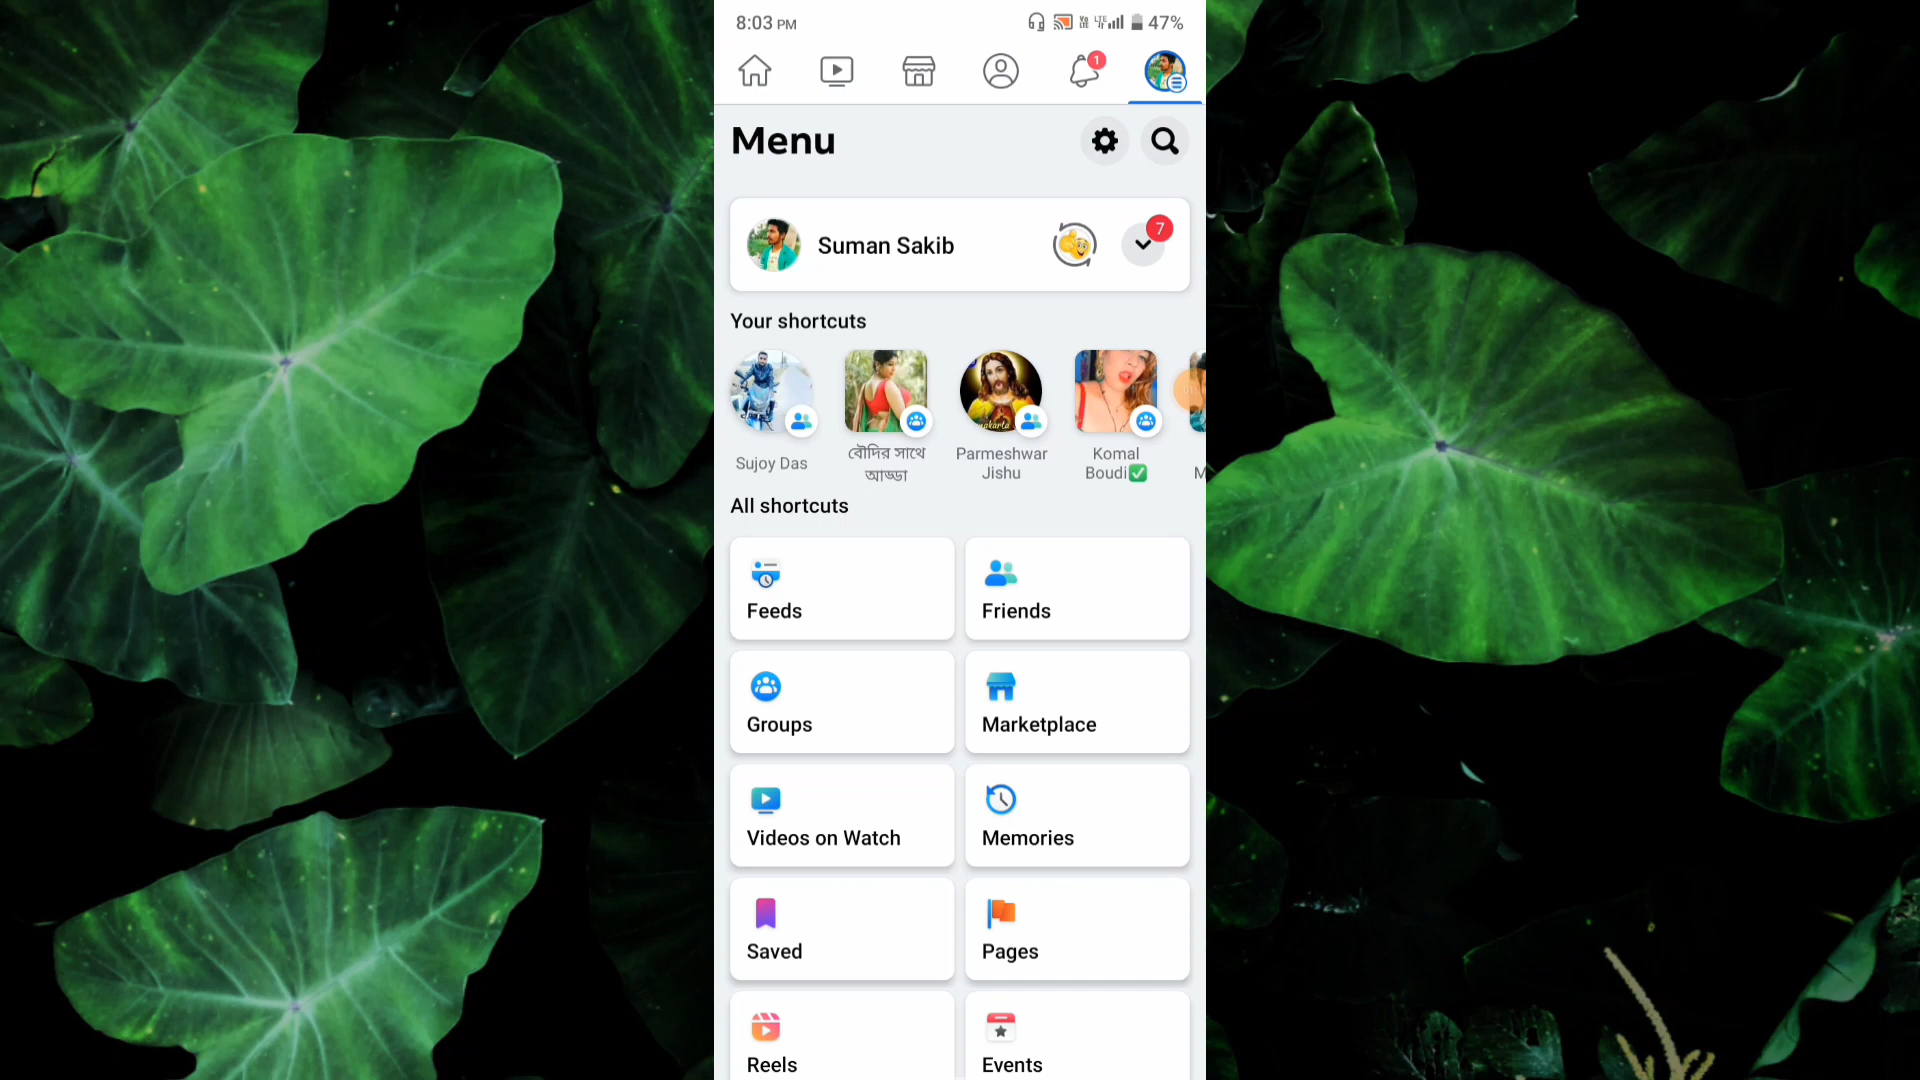 8:03 PM
47%
1
Menu
Suman Sakib
7
Your shortcuts
Sujoy Das
বৌদির সাথে
আড্ডা
Parmeshwar
Jishu
Komal
Boudi✅
M
All shortcuts
Feeds
Friends
Groups
Marketplace
Videos on Watch
Memories
Saved
Pages
Reels
Events